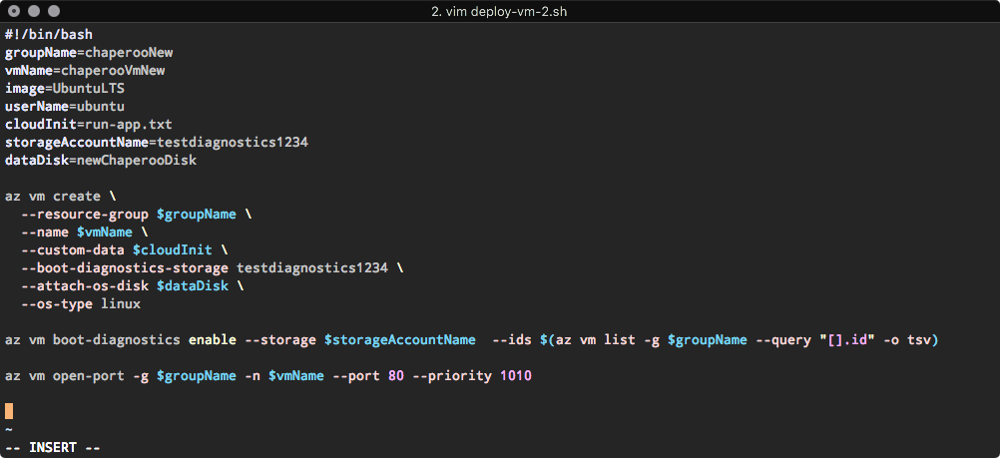 2. vim deploy-vm-2.sh
#!/bin/bash
groupName=chaperooNew
vmName=chaperooVmNew
image=UbuntuLTS
userName=ubuntu
cloudInit=run-app.txt
storageAccountName=testdiagnostics1234
dataDisk=newChaperooDisk

az vm create \
  --resource-group $groupName \
  --name $vmName \
  --custom-data $cloudInit \
  --boot-diagnostics-storage testdiagnostics1234 \
  --attach-os-disk $dataDisk \
  --os-type linux

az vm boot-diagnostics enable --storage $storageAccountName  --ids $(az vm list -g $groupName --query "[].id" -o tsv)

az vm open-port -g $groupName -n $vmName --port 80 --priority 1010

~
-- INSERT --